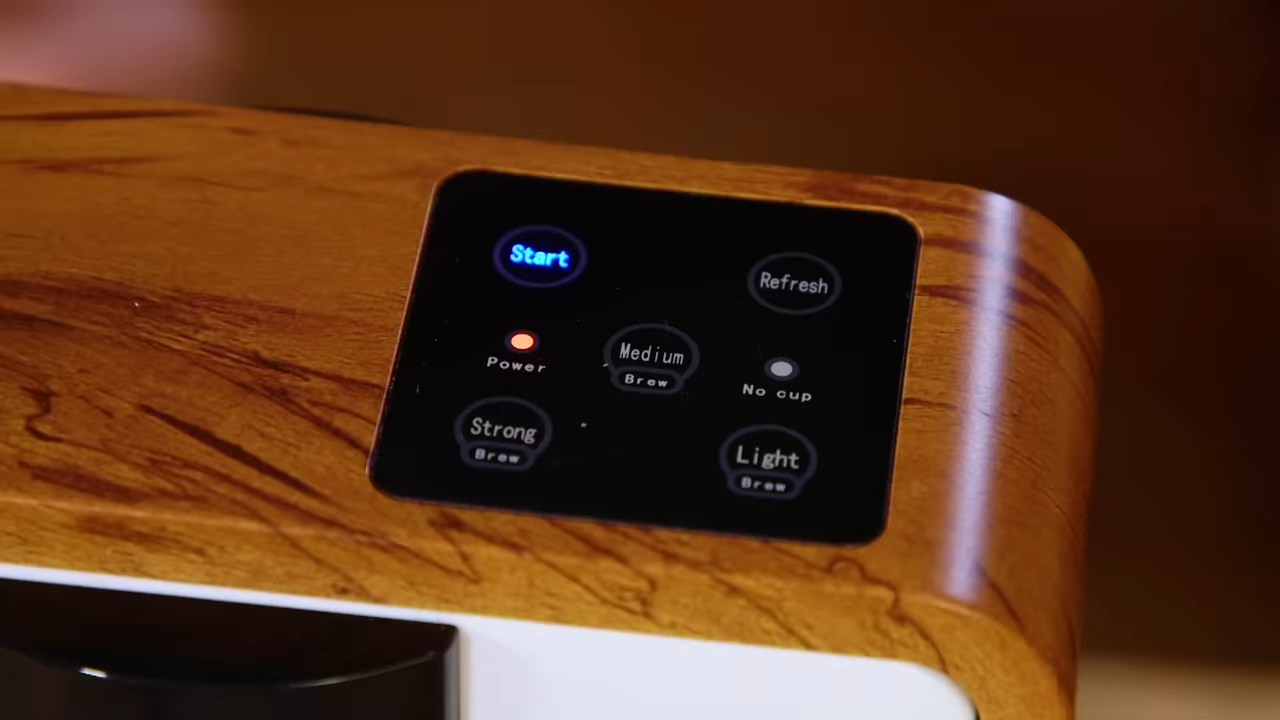 Start
Refresh
Medium
Brew
Power
No cup
Strong
Brew
Light
Brew